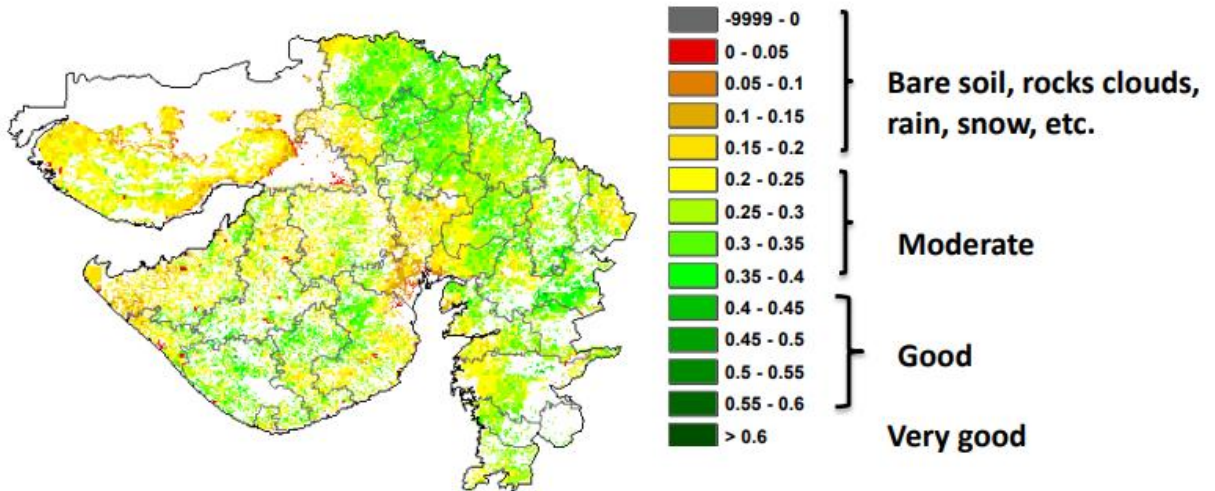 -9999 - 0
0 - 0.05
0.05 - 0.1
0.1 - 0.15
0.15 - 0.2
0.2 - 0.25
0.25 - 0.3
0.3 - 0.35
0.35 - 0.4
0.4 - 0.45
0.45 - 0.5
0.5 - 0.55
0.55 - 0.6
> 0.6
Bare soil, rocks clouds,
rain, snow, etc.
Moderate
Good
Very good